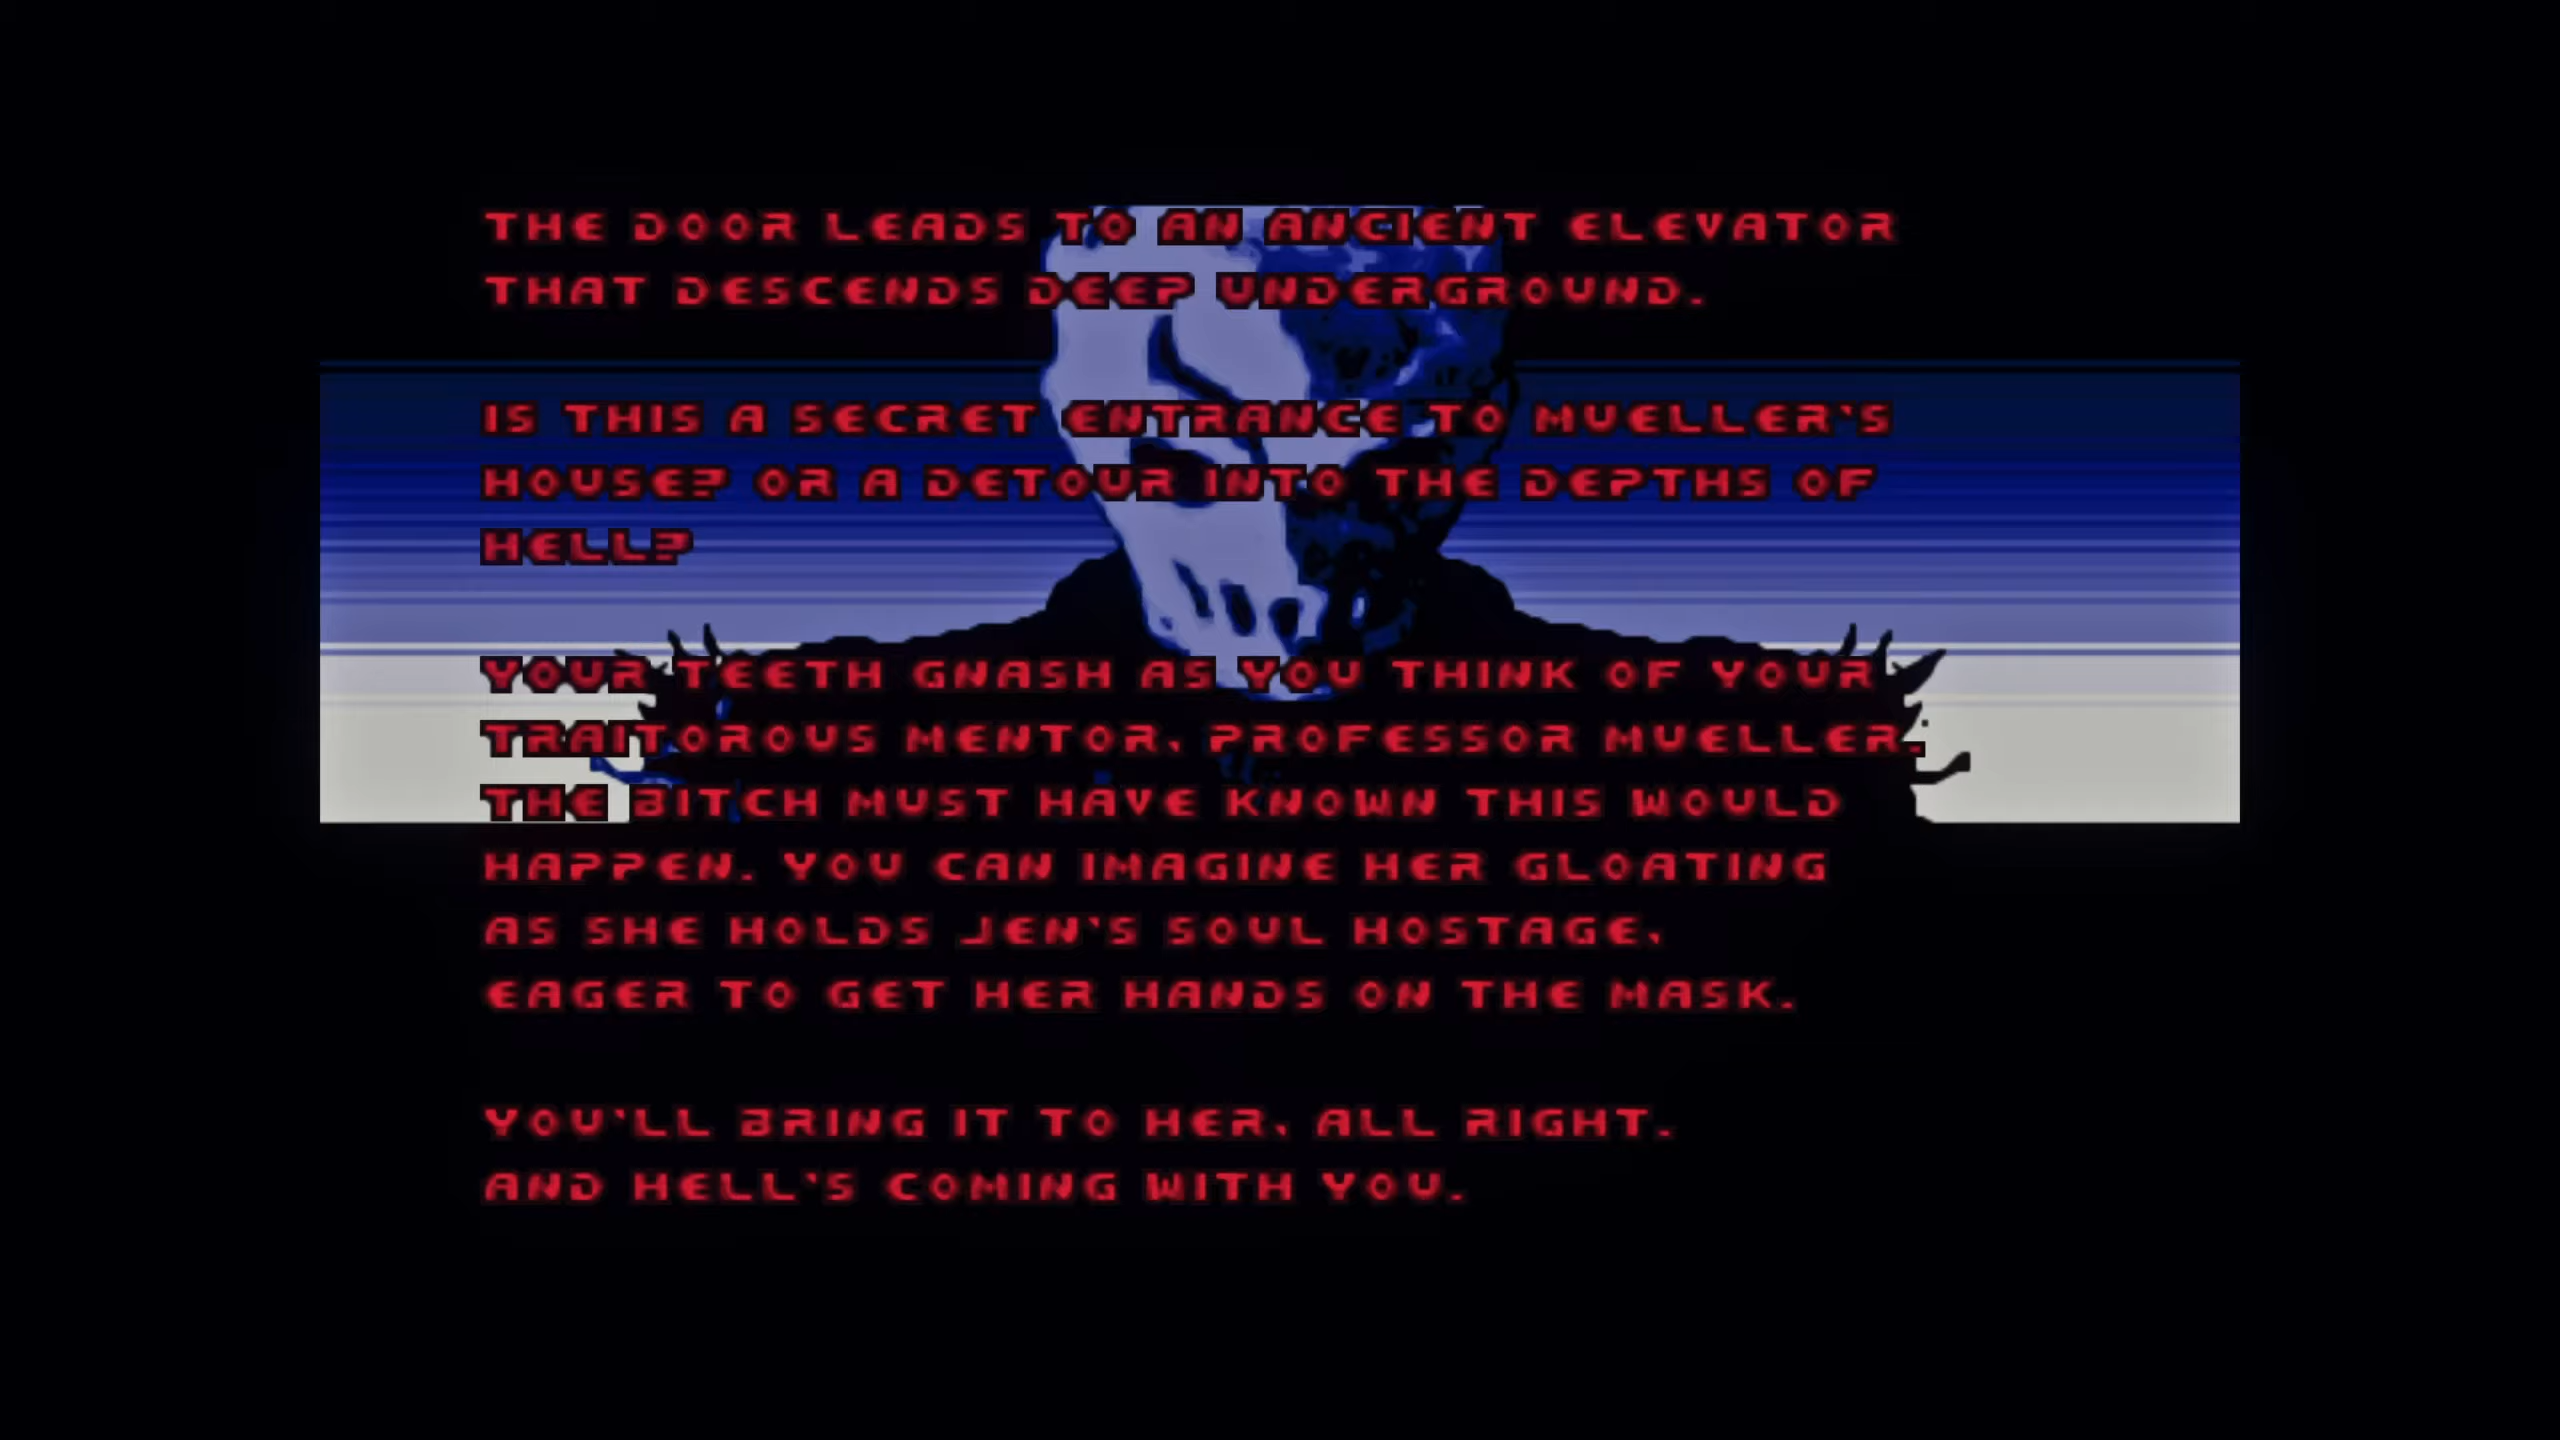 THE DOOR LEADS TO AN ANCIENT ELEVATOR
THAT DESCENDS DEEP UNDERGROUND.
IS THIS A SECRET ENTRANCE TO MUELLER'S
HOUSE? OR A DETOUR INTO THE DEPTHS OF
HELL?
YOUR TEETH GNASH AS YOU THINK OF YOUR
TRAITOROUS MENTOR, PROFESSOR MUELLER.
THE BITCH MUST HAVE KNOWN THIS WOULD
HAPPEN. YOU CAN IMAGINE HER GLOATING
AS SHE HOLDS JEN'S SOUL HOSTAGE,
EAGER TO GET HER HANDS ON THE MASK.
YOU'LL BRING IT TO HER, ALL RIGHT.
AND HELL'S COMING WITH YOU.